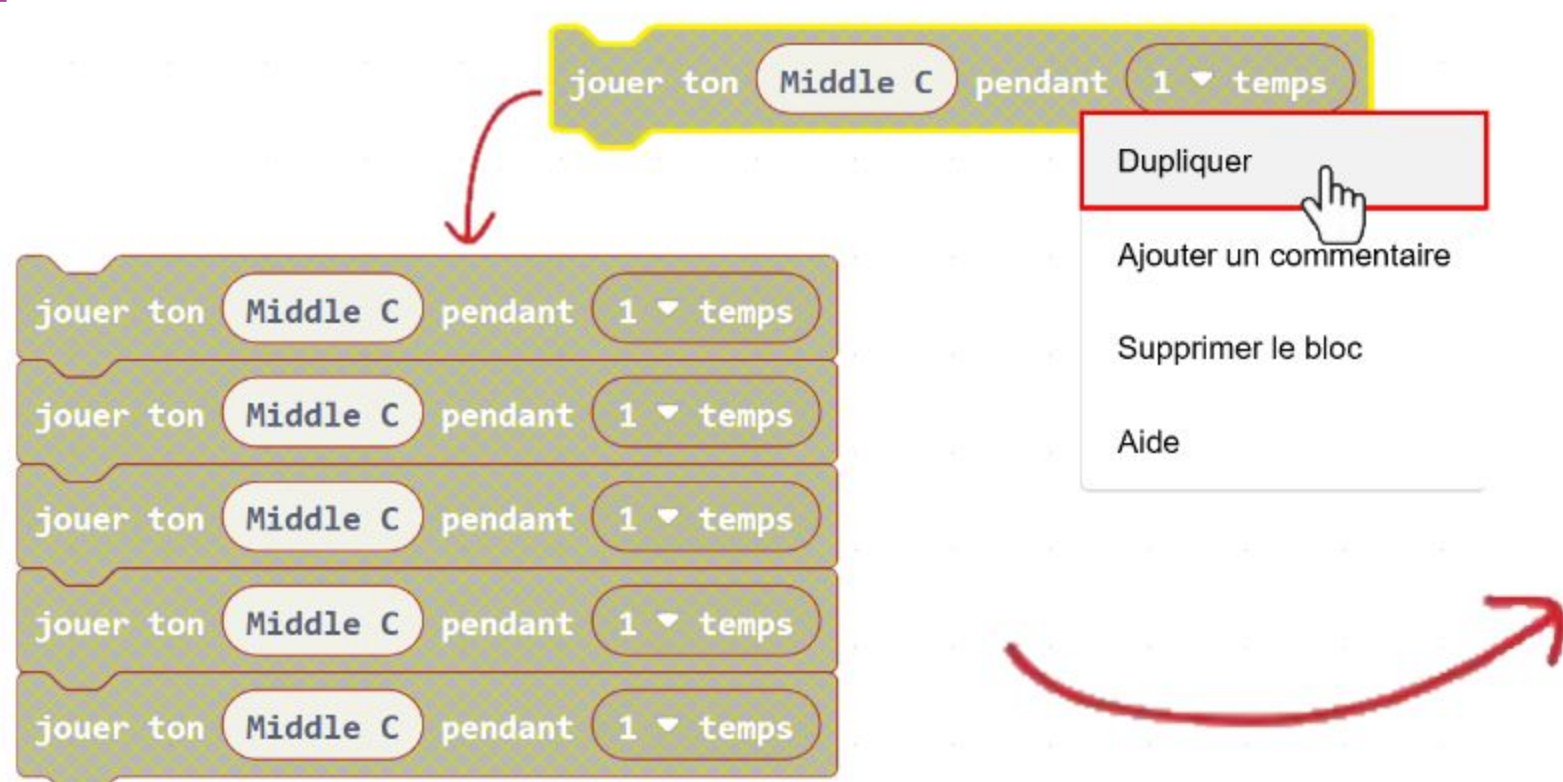 jouer ton Middle C pendant 1 temps
Dupliquer
Ajouter un commentaire
Supprimer le bloc
Aide
jouer ton Middle C pendant 1 temps
jouer ton Middle C pendant 1 temps
jouer ton Middle C pendant 1 temps
jouer ton Middle C pendant 1 temps
jouer ton Middle C pendant 1 temps